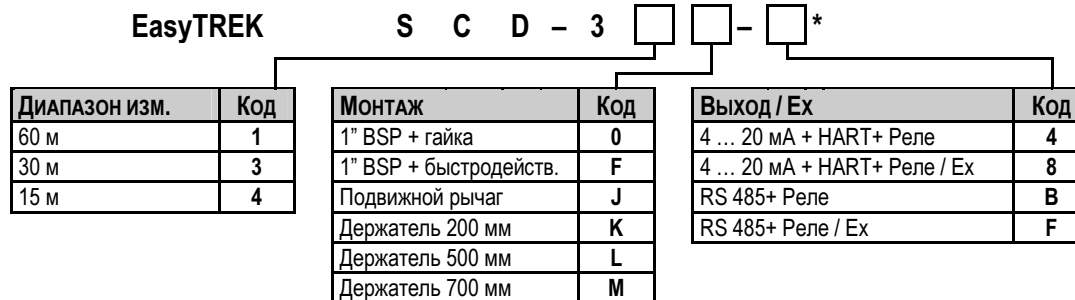 EasyTREK S C D – 3 – *
Диапазон изм. Код
60 м 1
30 м 3
15 м 4
Монтаж Код
1” BSP + гайка 0
1” BSP + быстродейств. F
Подвижной рычаг J
Держатель 200 мм K
Держатель 500 мм L
Держатель 700 мм M
Выход / Ex Код
4 … 20 мА + HART+ Реле 4
4 … 20 мА + HART+ Реле / Ex 8
RS 485+ Реле B
RS 485+ Реле / Ex F